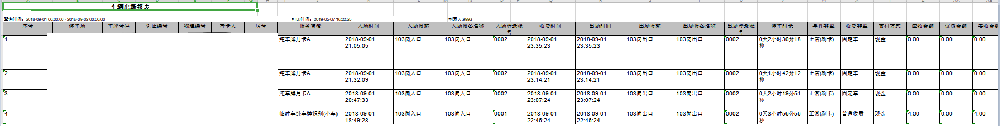 车辆出场报表
查询时间：2018-09-01 00:00:00 - 2018-09-02 00:00:00 打印时间：2019-05-07 16:22:25 制表人:9996
序号 停车场 车牌号码 凭证编号 物理编号 持卡人 房号 服务套餐 入场时间 入场设施 入场设备名称 入场登录账号 收费时间 出场时间 出场设施 出场设备名称 出场登录账号 停车时长 事件类型 收费类型 支付方式 应收金额 优惠金额 实收金额
1 纯车牌月卡A 2018-09-01 21:05:05 103岗入口 103岗入口 0002 2018-09-01 23:35:23 2018-09-01 23:35:23 103岗出口 103岗出口 0002 0天2小时30分18秒 正常(刷卡) 固定车 现金 0.00 0.00 0.00
2 纯车牌月卡A 2018-09-01 21:32:09 103岗入口 103岗入口 0002 2018-09-01 23:14:21 2018-09-01 23:14:21 103岗出口 103岗出口 0002 0天1小时42分12秒 正常(刷卡) 固定车 现金 0.00 0.00 0.00
3 纯车牌月卡A 2018-09-01 20:47:33 103岗入口 103岗入口 0002 2018-09-01 23:07:24 2018-09-01 23:07:24 103岗出口 103岗出口 0002 0天2小时19分51秒 正常(刷卡) 固定车 现金 0.00 0.00 0.00
4 临时车纯车牌识别(小车) 2018-09-01 18:49:28 103岗入口 103岗入口 0001 2018-09-01 22:46:24 2018-09-01 22:46:24 103岗出口 103岗出口 0002 0天3小时56分56秒 正常(刷卡) 普通收费 现金 4.00 0.00 4.00